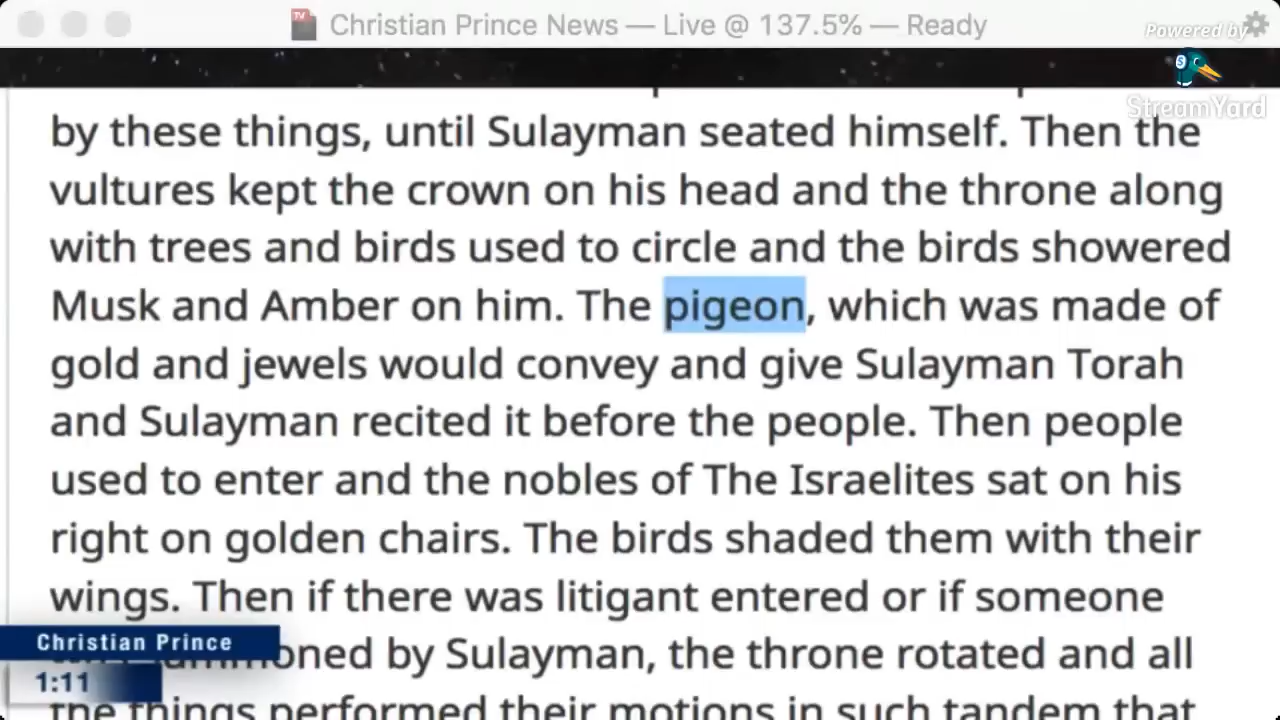 Christian Prince News — Live @ 137.5% — Ready
Powered by
StreamYard
by these things, until Sulayman seated himself. Then the
vultures kept the crown on his head and the throne along
with trees and birds used to circle and the birds showered
Musk and Amber on him. The pigeon, which was made of
gold and jewels would convey and give Sulayman Torah
and Sulayman recited it before the people. Then people
used to enter and the nobles of The Israelites sat on his
right on golden chairs. The birds shaded them with their
wings. Then if there was litigant entered or if someone
by Sulayman, the throne rotated and all
the things performed their motions in such tandem that
Christian Prince
1:11